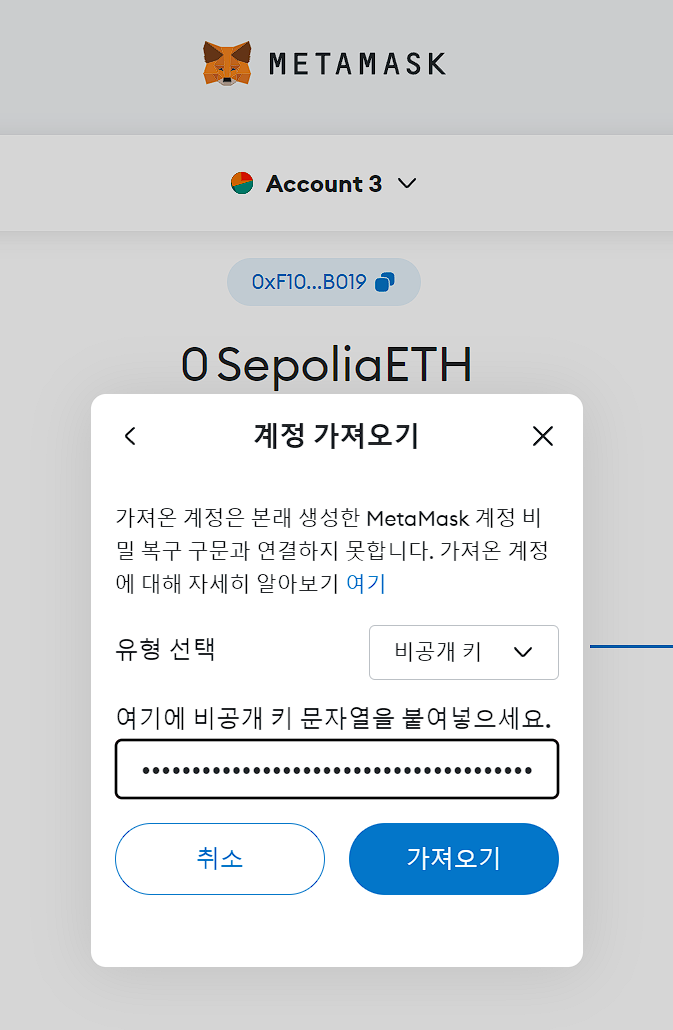 METAMASK
Account 3
0xF10...B019
0 SepoliaETH
계정 가져오기
가져온 계정은 본래 생성한 MetaMask 계정 비
밀 복구 구문과 연결하지 못합니다. 가져온 계정
에 대해 자세히 알아보기 여기
유형 선택
비공개 키
여기에 비공개 키 문자열을 붙여넣으세요.
•••••••••••••••••••••••••••••••••••••••
취소
가져오기